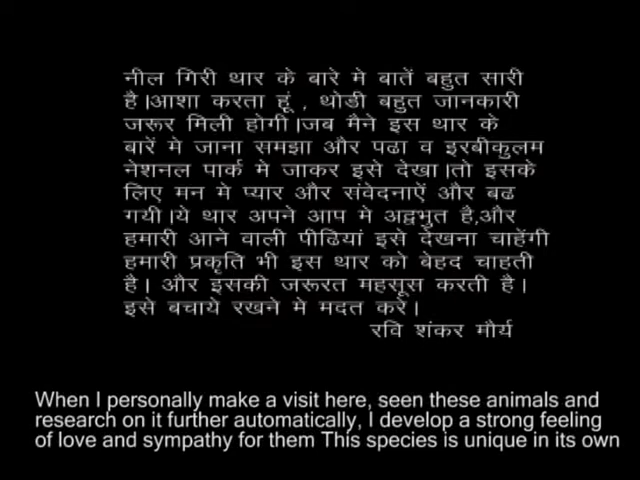 नील गिरी थार के बारे मे बातें बहुत सारी
है।आशा करता हूं , थोडी बहुत जानकारी
जरूर मिली होगी।जब मैने इस थार के
बारें मे जाना समझा और पढा व इरबीकुलम
नेशनल पार्क मे जाकर इसे देखा।तो इसके
लिए मन मे प्यार और संवेदनाऐं और बढ
गयी।ये थार अपने आप मे अद्वभुत है,और
हमारी आने वाली पीढियां इसे देखना चाहेंगी
हमारी प्रकृति भी इस थार को बेहद चाहती
है। और इसकी जरूरत महसूस करती है।
इसे बचाये रखने मे मदत करें।
रवि शंकर मौर्य
When I personally make a visit here, seen these animals and
research on it further automatically, I develop a strong feeling
of love and sympathy for them This species is unique in its own